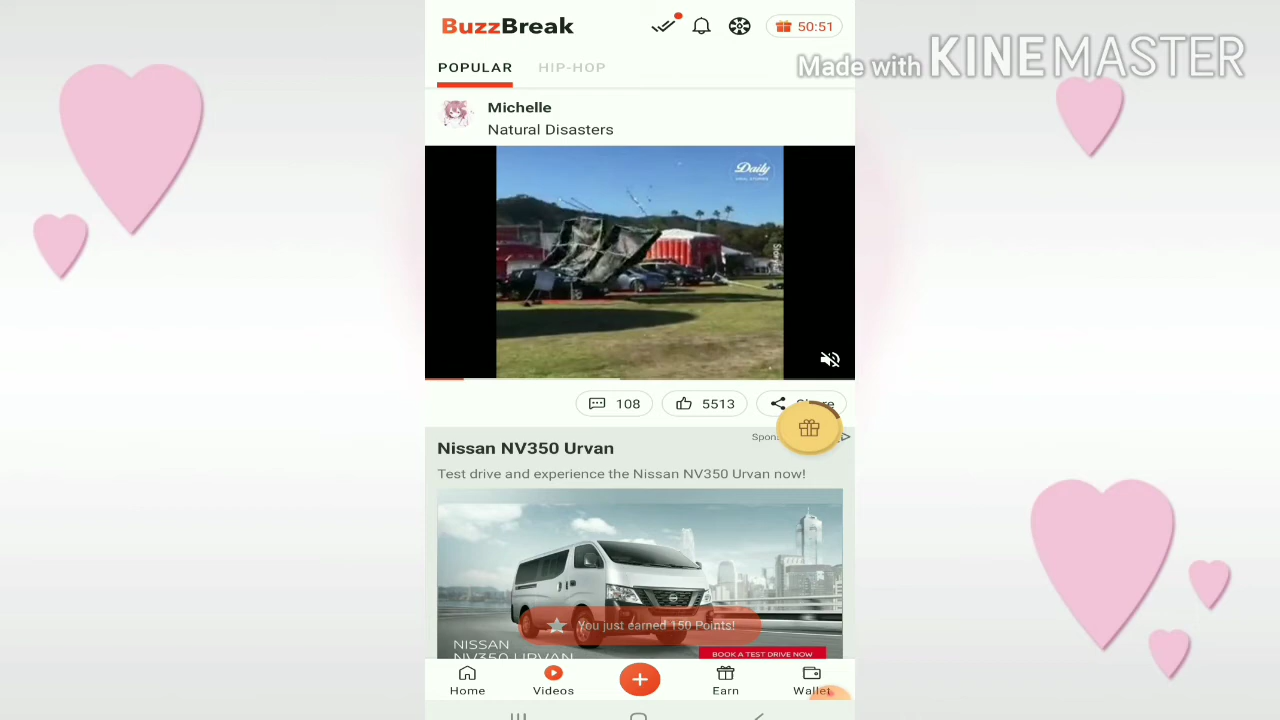 BuzzBreak
50:51
Made with KINEMASTER
POPULAR
HIP-HOP
Michelle
Natural Disasters
Daily
108
5513
Nissan NV350 Urvan
Test drive and experience the Nissan NV350 Urvan now!
You just earned 150 Points!
NISSAN
NV350 URVAN
BOOK A TEST DRIVE NOW
Home
Videos
Earn
Wallet